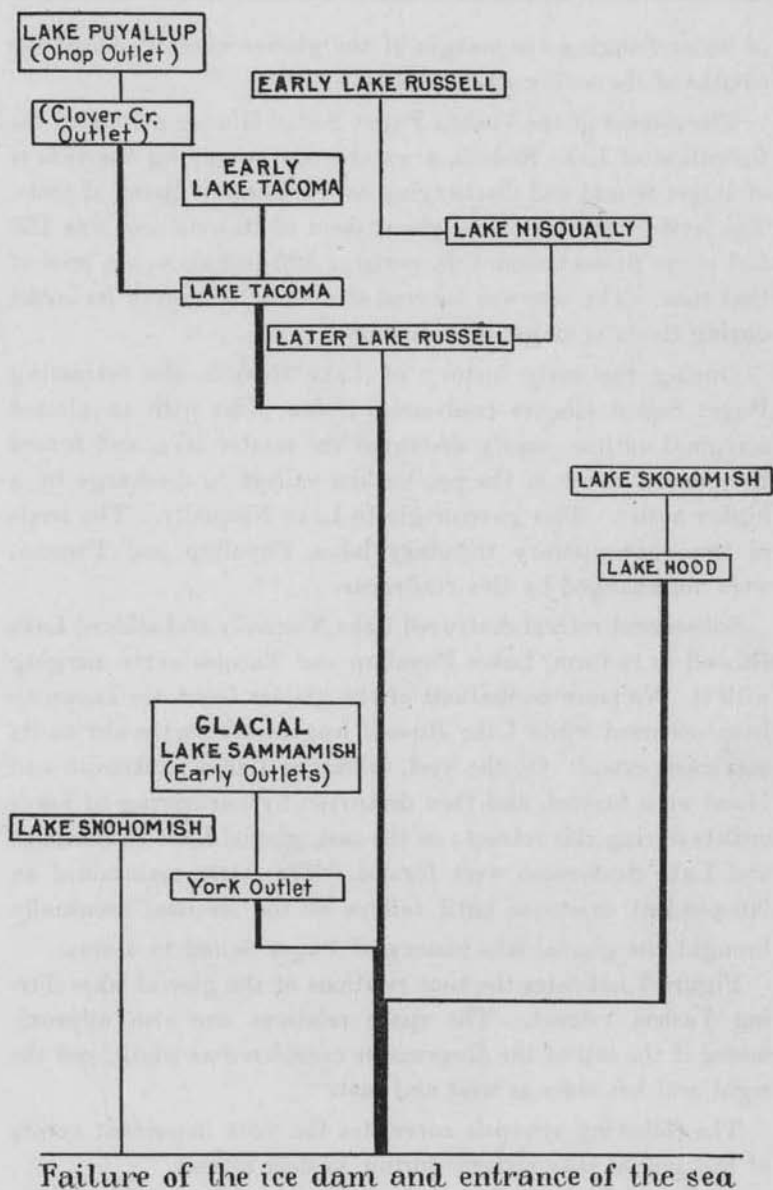 LAKE PUYALLUP
(Ohop Outlet)
(Clover Cr.
Outlet)
EARLY LAKE RUSSELL
EARLY
LAKE TACOMA
LAKE NISQUALLY
LAKE TACOMA
LATER LAKE RUSSELL
LAKE SKOKOMISH
LAKE HOOD
GLACIAL
LAKE SAMMAMISH
(Early Outlets)
LAKE SNOHOMISH
York Outlet
Failure of the ice dam and entrance of the sea